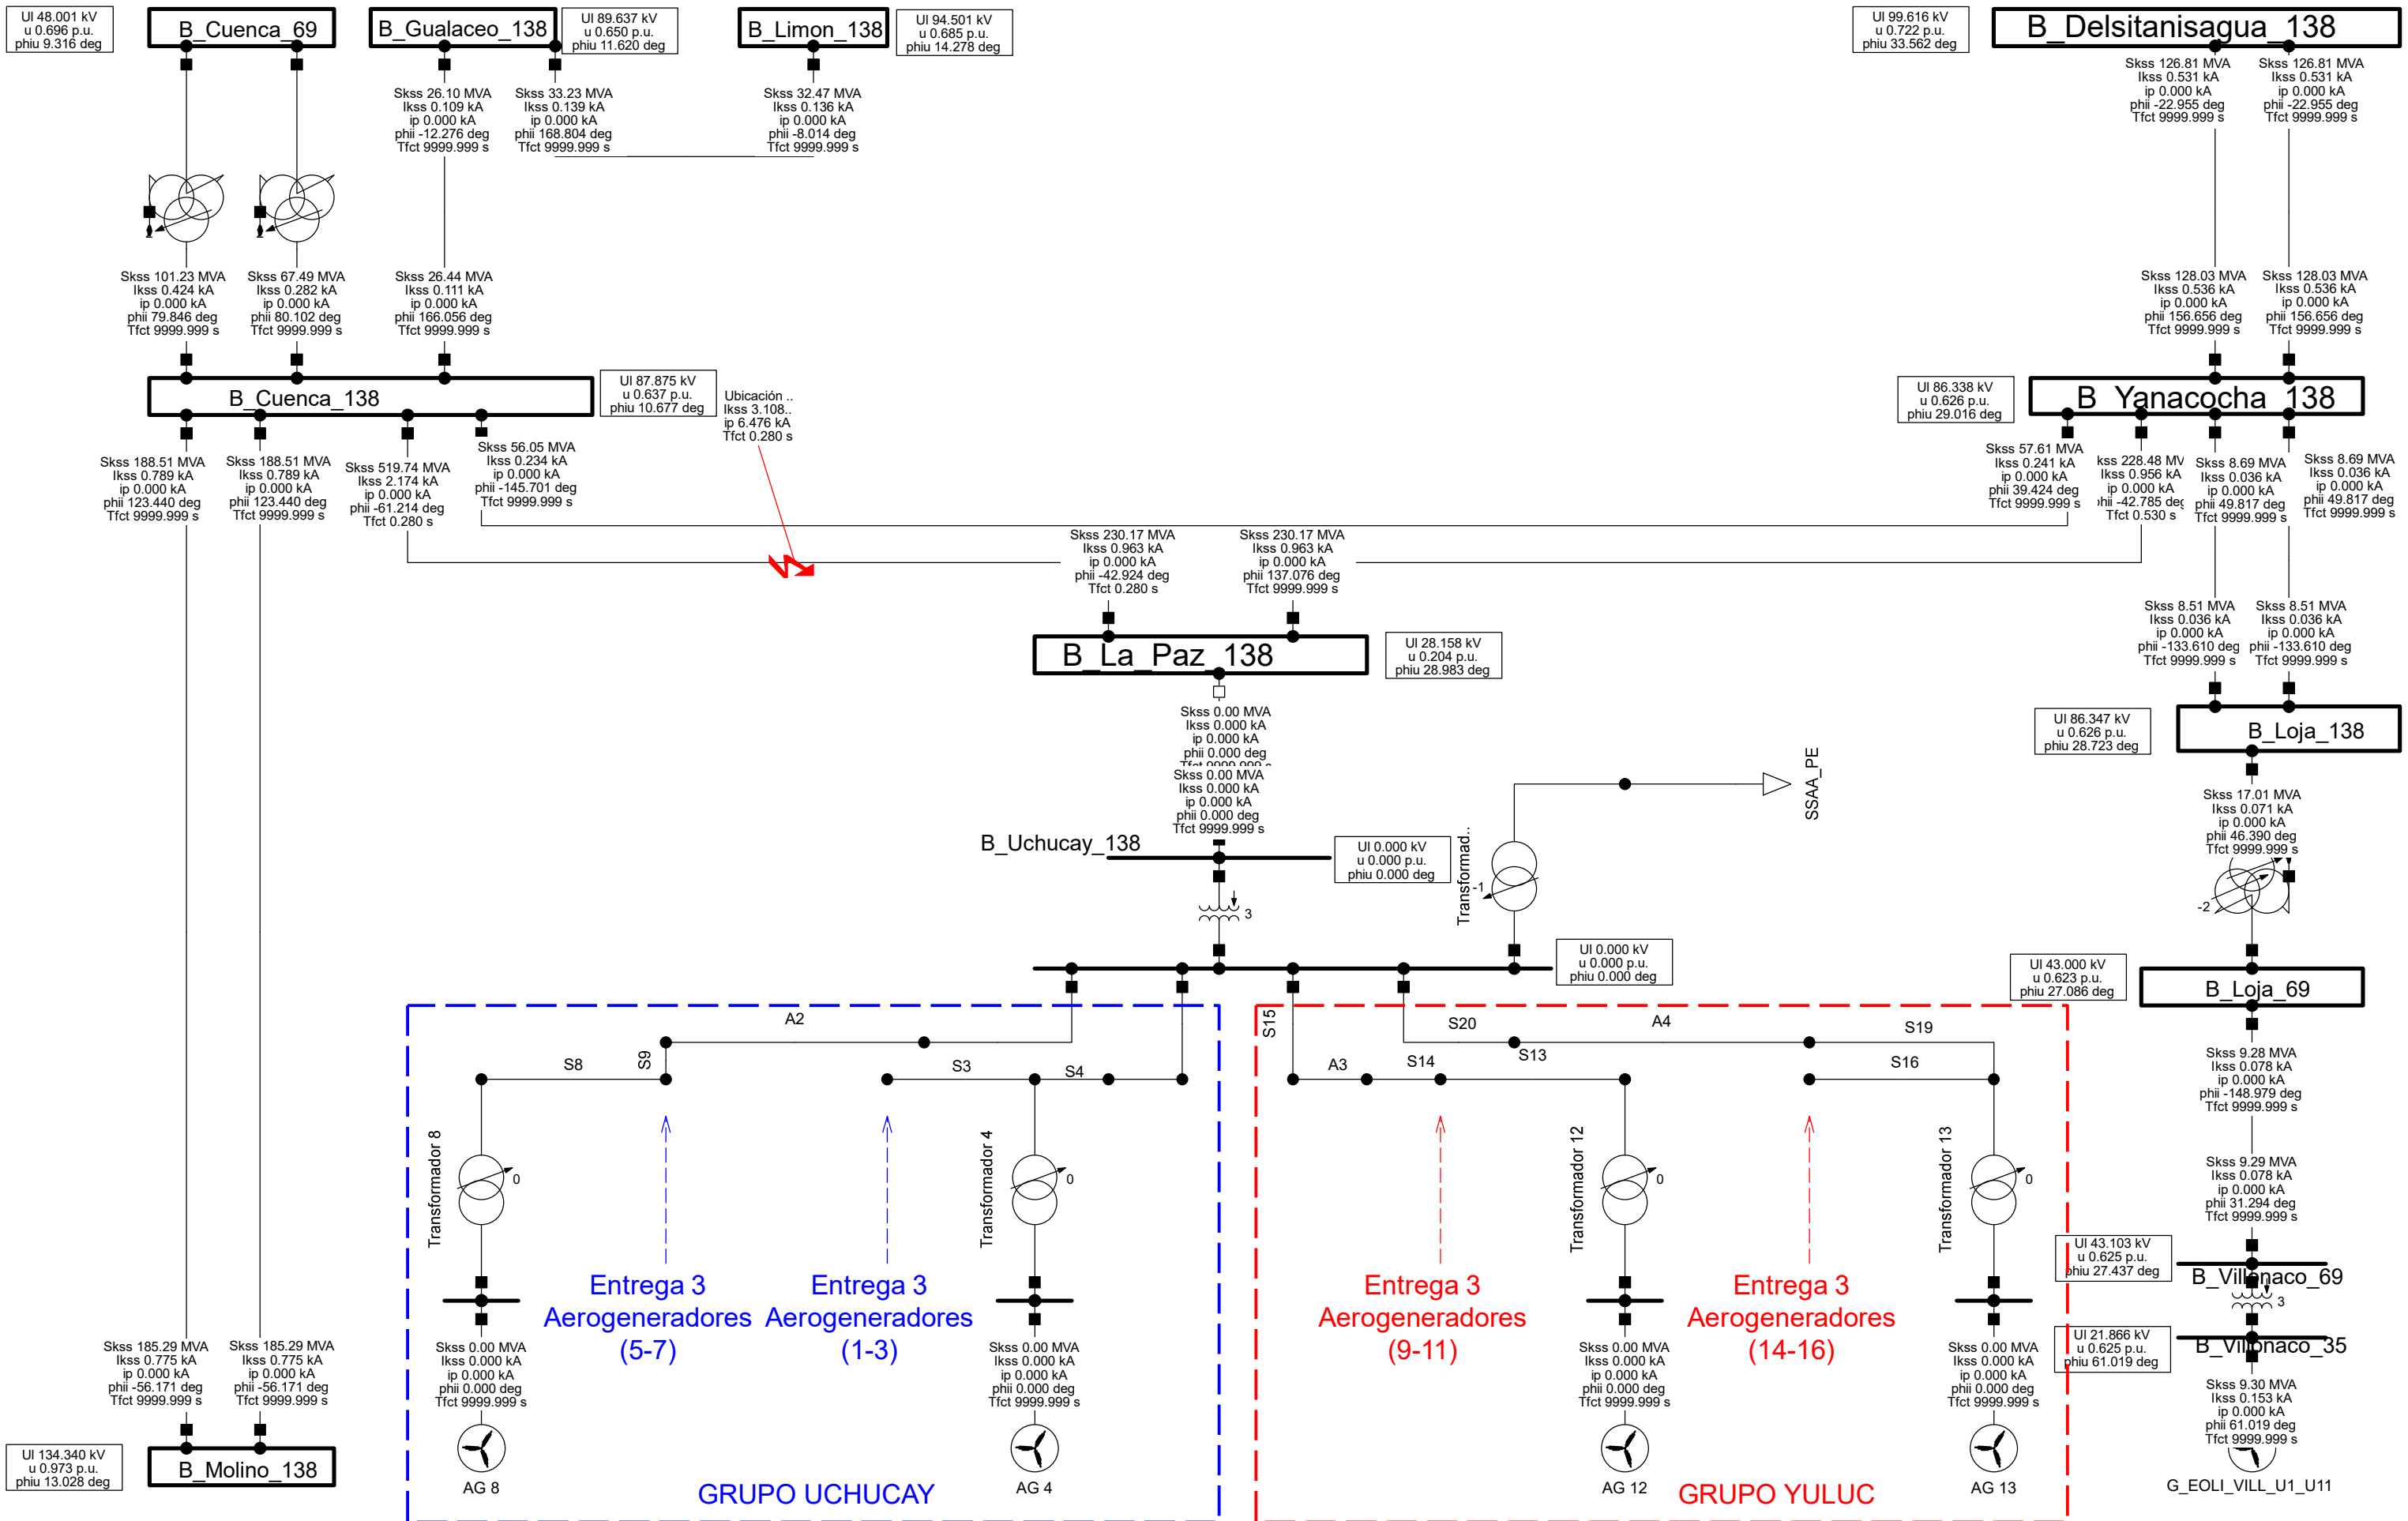 Ul 48.001 kV
u 0.696 p.u.
phiu 9.316 deg
B_Cuenca_69
B_Gualaceo_138
Ul 89.637 kV
u 0.650 p.u.
phiu 11.620 deg
B_Limon_138
Ul 94.501 kV
u 0.685 p.u.
phiu 14.278 deg
Ul 99.616 kV
u 0.722 p.u.
phiu 33.562 deg
B_Delsitanisagua_138
Skss 26.10 MVA
Ikss 0.109 kA
ip 0.000 kA
phii -12.276 deg
Tfct 9999.999 s
Skss 33.23 MVA
Ikss 0.139 kA
ip 0.000 kA
phii 168.804 deg
Tfct 9999.999 s
Skss 32.47 MVA
Ikss 0.136 kA
ip 0.000 kA
phii -8.014 deg
Tfct 9999.999 s
Skss 126.81 MVA
Ikss 0.531 kA
ip 0.000 kA
phii -22.955 deg
Tfct 9999.999 s
Skss 126.81 MVA
Ikss 0.531 kA
ip 0.000 kA
phii -22.955 deg
Tfct 9999.999 s
Skss 101.23 MVA
Ikss 0.424 kA
ip 0.000 kA
phii 79.846 deg
Tfct 9999.999 s
Skss 67.49 MVA
Ikss 0.282 kA
ip 0.000 kA
phii 80.102 deg
Tfct 9999.999 s
Skss 26.44 MVA
Ikss 0.111 kA
ip 0.000 kA
phii 166.056 deg
Tfct 9999.999 s
Skss 128.03 MVA
Ikss 0.536 kA
ip 0.000 kA
phii 156.656 deg
Tfct 9999.999 s
Skss 128.03 MVA
Ikss 0.536 kA
ip 0.000 kA
phii 156.656 deg
Tfct 9999.999 s
B_Cuenca_138
Ul 87.875 kV
u 0.637 p.u.
phiu 10.677 deg
Ubicación ..
Ikss 3.108..
ip 6.476 kA
Tfct 0.280 s
Ul 86.338 kV
u 0.626 p.u.
phiu 29.016 deg
B_Yanacocha_138
Skss 188.51 MVA
Ikss 0.789 kA
ip 0.000 kA
phii 123.440 deg
Tfct 9999.999 s
Skss 188.51 MVA
Ikss 0.789 kA
ip 0.000 kA
phii 123.440 deg
Tfct 9999.999 s
Skss 519.74 MVA
Ikss 2.174 kA
ip 0.000 kA
phii -61.214 deg
Tfct 0.280 s
Skss 56.05 MVA
Ikss 0.234 kA
ip 0.000 kA
phii -145.701 deg
Tfct 9999.999 s
Skss 57.61 MVA
Ikss 0.241 kA
ip 0.000 kA
phii 39.424 deg
Tfct 9999.999 s
kss 228.48 MV
Ikss 0.956 kA
ip 0.000 kA
phii -42.785 deg
Tfct 0.530 s
Skss 8.69 MVA
Ikss 0.036 kA
ip 0.000 kA
phii 49.817 deg
Tfct 9999.999 s
Skss 8.69 MVA
Ikss 0.036 kA
ip 0.000 kA
phii 49.817 deg
Tfct 9999.999 s
Skss 230.17 MVA
Ikss 0.963 kA
ip 0.000 kA
phii -42.924 deg
Tfct 0.280 s
Skss 230.17 MVA
Ikss 0.963 kA
ip 0.000 kA
phii 137.076 deg
Tfct 9999.999 s
B_La_Paz_138
Ul 28.158 kV
u 0.204 p.u.
phiu 28.983 deg
Skss 8.51 MVA
Ikss 0.036 kA
ip 0.000 kA
phii -133.610 deg
Tfct 9999.999 s
Skss 8.51 MVA
Ikss 0.036 kA
ip 0.000 kA
phii -133.610 deg
Tfct 9999.999 s
Ul 86.347 kV
u 0.626 p.u.
phiu 28.723 deg
B_Loja_138
Skss 0.00 MVA
Ikss 0.000 kA
ip 0.000 kA
phii 0.000 deg
Tfct 9999.999 s
Skss 0.00 MVA
Ikss 0.000 kA
ip 0.000 kA
phii 0.000 deg
Tfct 9999.999 s
B_Uchucay_138
Ul 0.000 kV
u 0.000 p.u.
phiu 0.000 deg
3
Transformad..
-1
SSAA_PE
Skss 17.01 MVA
Ikss 0.071 kA
ip 0.000 kA
phii 46.390 deg
Tfct 9999.999 s
-2
Ul 0.000 kV
u 0.000 p.u.
phiu 0.000 deg
Ul 43.000 kV
u 0.623 p.u.
phiu 27.086 deg
B_Loja_69
A2
S9
S8
S3
S4
S15
S20
A4
S19
A3
S14
S13
S16
Skss 9.28 MVA
Ikss 0.078 kA
ip 0.000 kA
phii -148.979 deg
Tfct 9999.999 s
Transformador 8
0
Transformador 4
0
Transformador 12
0
Transformador 13
0
Skss 9.29 MVA
Ikss 0.078 kA
ip 0.000 kA
phii 31.294 deg
Tfct 9999.999 s
Entrega 3
Aerogeneradores
(5-7)
Entrega 3
Aerogeneradores
(1-3)
Entrega 3
Aerogeneradores
(9-11)
Entrega 3
Aerogeneradores
(14-16)
Ul 43.103 kV
u 0.625 p.u.
phiu 27.437 deg
B_Villonaco_69
3
Ul 21.866 kV
u 0.625 p.u.
phiu 61.019 deg
B_Villonaco_35
Skss 185.29 MVA
Ikss 0.775 kA
ip 0.000 kA
phii -56.171 deg
Tfct 9999.999 s
Skss 185.29 MVA
Ikss 0.775 kA
ip 0.000 kA
phii -56.171 deg
Tfct 9999.999 s
Skss 0.00 MVA
Ikss 0.000 kA
ip 0.000 kA
phii 0.000 deg
Tfct 9999.999 s
Skss 0.00 MVA
Ikss 0.000 kA
ip 0.000 kA
phii 0.000 deg
Tfct 9999.999 s
Skss 0.00 MVA
Ikss 0.000 kA
ip 0.000 kA
phii 0.000 deg
Tfct 9999.999 s
Skss 0.00 MVA
Ikss 0.000 kA
ip 0.000 kA
phii 0.000 deg
Tfct 9999.999 s
Skss 9.30 MVA
Ikss 0.153 kA
ip 0.000 kA
phii 61.019 deg
Tfct 9999.999 s
Ul 134.340 kV
u 0.973 p.u.
phiu 13.028 deg
B_Molino_138
AG 8
AG 4
AG 12
AG 13
G_EOLI_VILL_U1_U11
GRUPO UCHUCAY
GRUPO YULUC